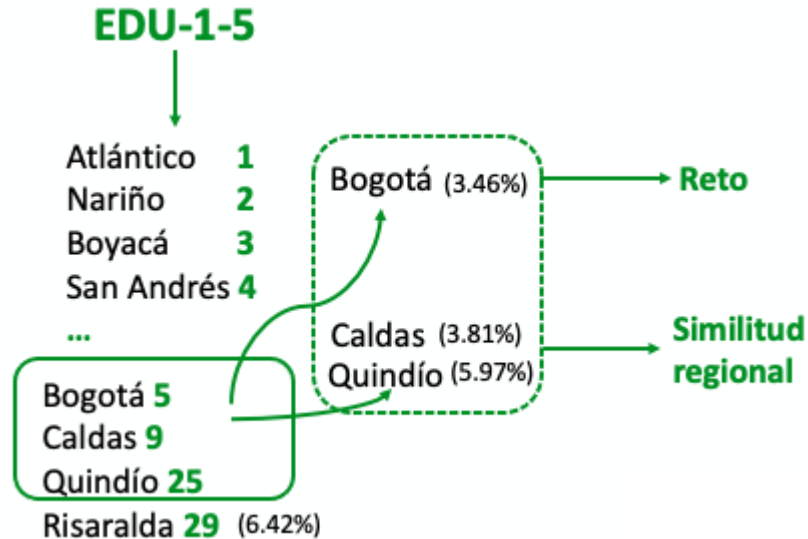 EDU-1-5
Atlántico 1
Nariño 2
Boyacá 3
San Andrés 4
...
Bogotá 5
Caldas 9
Quindío 25
Risaralda 29 (6.42%)
Bogotá (3.46%)
Caldas (3.81%)
Quindío (5.97%)
Reto
Similitud
regional